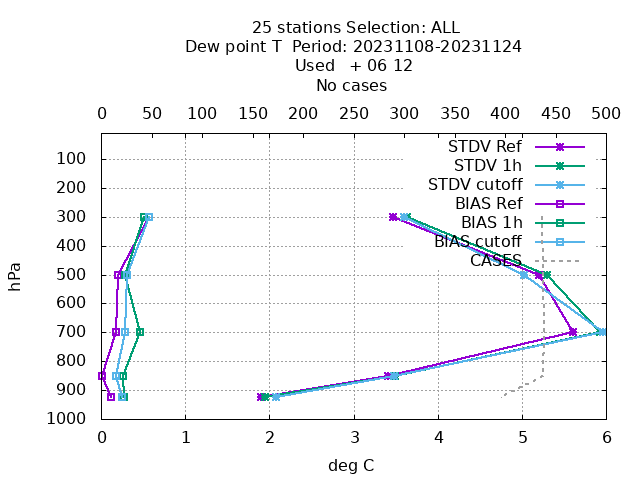 25 stations Selection: ALL
Dew point T  Period: 20231108-20231124
Used   + 06 12
No cases
0 50 100 150 200 250 300 350 400 450 500
STDV Ref
STDV 1h
STDV cutoff
BIAS Ref
BIAS 1h
BIAS cutoff
CASES
100
200
300
400
500
600
700
800
900
1000
hPa
0 1 2 3 4 5 6
deg C